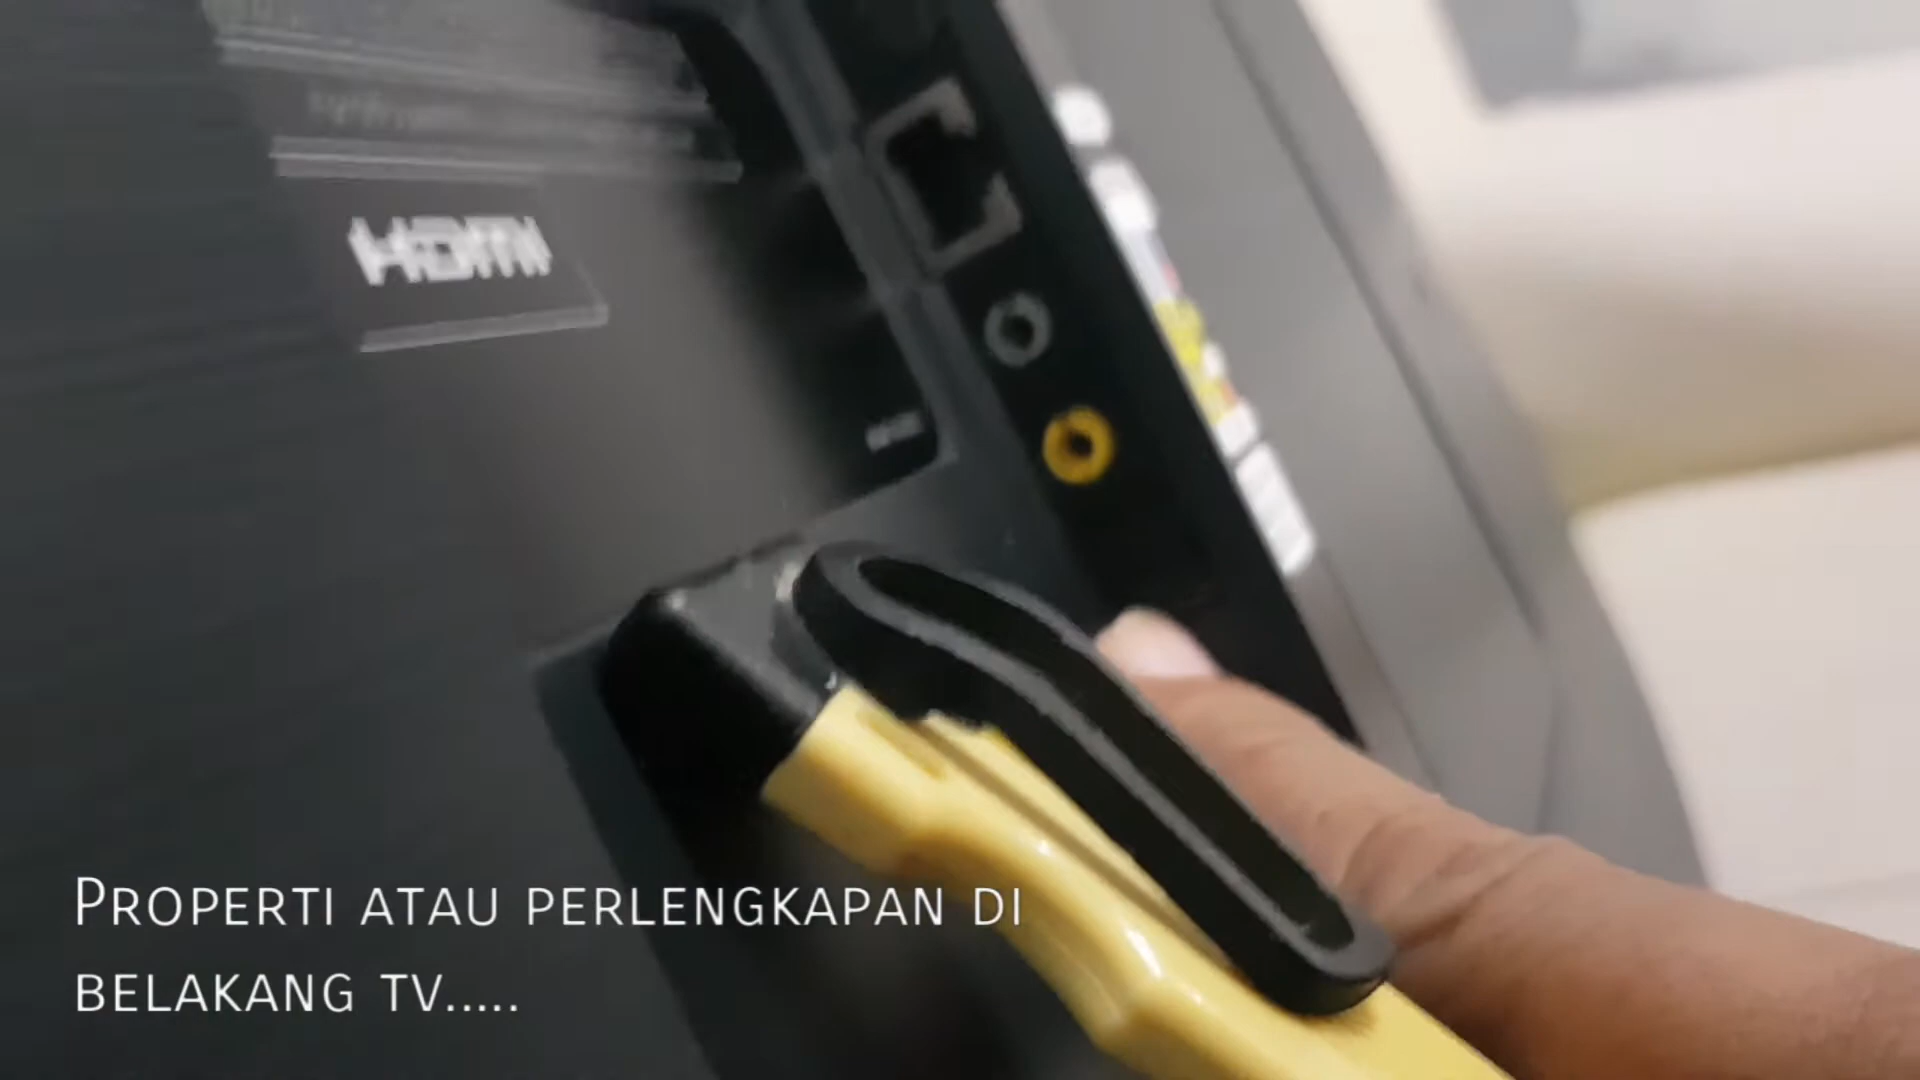 HDMI
PROPERTI ATAU PERLENGKAPAN DI
BELAKANG TV.....